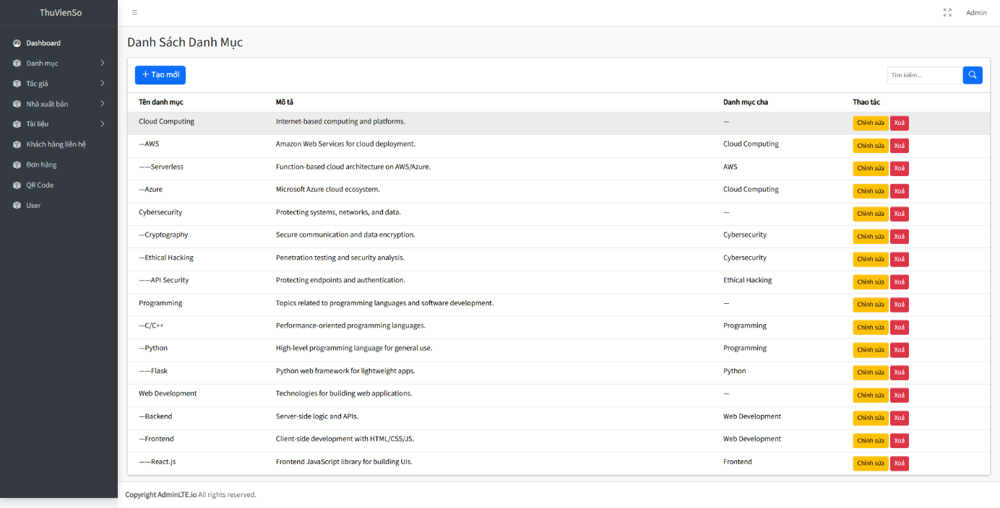 ThuVienSo
Admin
Dashboard
Danh mục
Tác giả
Nhà xuất bản
Tài liệu
Khách hàng liên hệ
Đơn hàng
QR Code
User
Danh Sách Danh Mục
+ Tạo mới
Tìm kiếm...
Tên danh mục Mô tả Danh mục cha Thao tác
Cloud Computing Internet-based computing and platforms. — Chỉnh sửa Xoá
—AWS Amazon Web Services for cloud deployment. Cloud Computing Chỉnh sửa Xoá
——Serverless Function-based cloud architecture on AWS/Azure. AWS Chỉnh sửa Xoá
—Azure Microsoft Azure cloud ecosystem. Cloud Computing Chỉnh sửa Xoá
Cybersecurity Protecting systems, networks, and data. — Chỉnh sửa Xoá
—Cryptography Secure communication and data encryption. Cybersecurity Chỉnh sửa Xoá
—Ethical Hacking Penetration testing and security analysis. Cybersecurity Chỉnh sửa Xoá
——API Security Protecting endpoints and authentication. Ethical Hacking Chỉnh sửa Xoá
Programming Topics related to programming languages and software development. — Chỉnh sửa Xoá
—C/C++ Performance-oriented programming languages. Programming Chỉnh sửa Xoá
—Python High-level programming language for general use. Programming Chỉnh sửa Xoá
——Flask Python web framework for lightweight apps. Python Chỉnh sửa Xoá
Web Development Technologies for building web applications. — Chỉnh sửa Xoá
—Backend Server-side logic and APIs. Web Development Chỉnh sửa Xoá
—Frontend Client-side development with HTML/CSS/JS. Web Development Chỉnh sửa Xoá
——React.js Frontend JavaScript library for building UIs. Frontend Chỉnh sửa Xoá
Copyright AdminLTE.io All rights reserved.